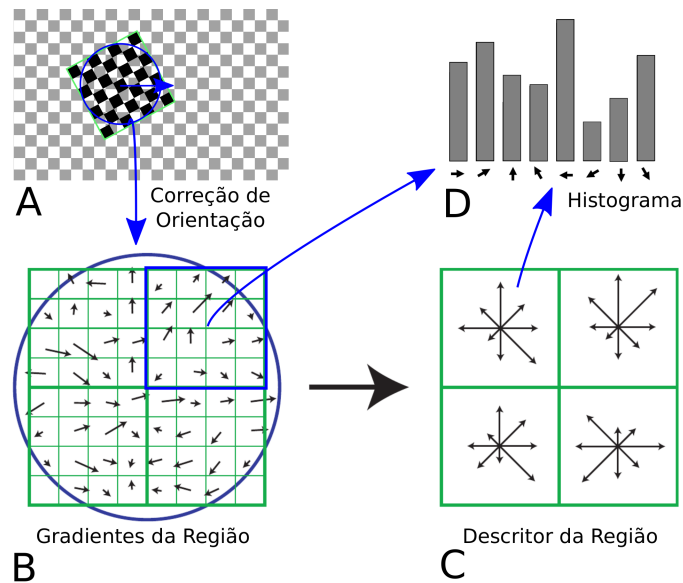 A
Correção de
Orientação
D
Histograma
Gradientes da Região
B
Descritor da Região
C